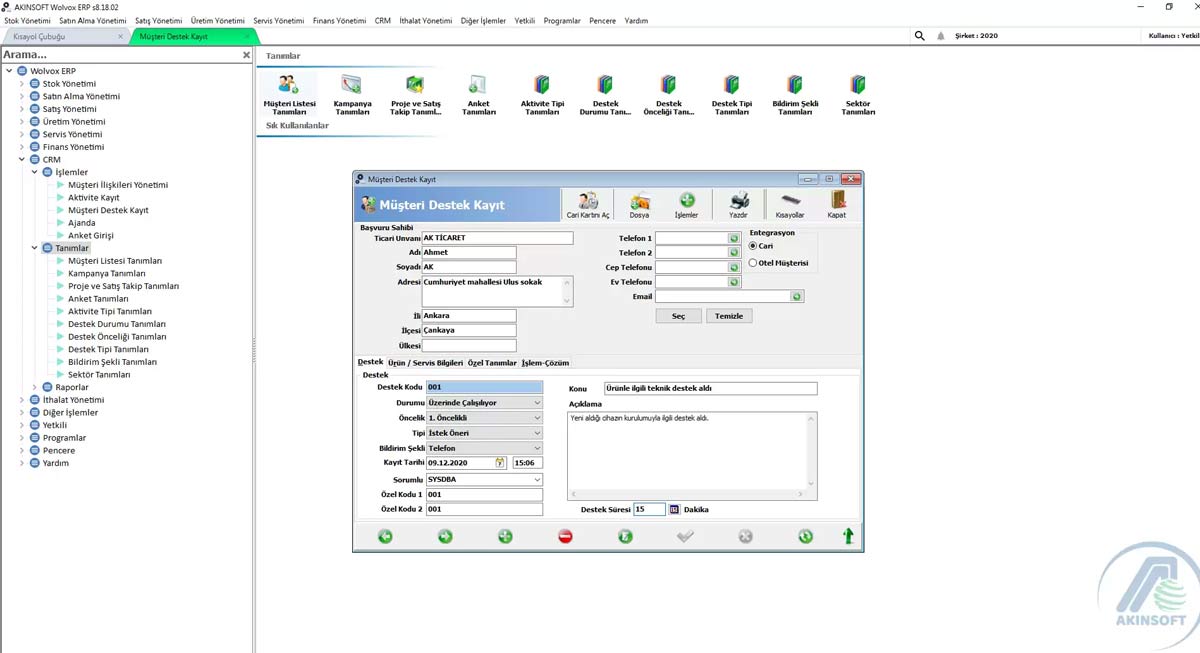 AKINSOFT Wolvox ERP s8.18.02
Stok Yönetimi Satın Alma Yönetimi Satış Yönetimi Üretim Yönetimi Servis Yönetimi Finans Yönetimi CRM İthalat Yönetimi Diğer İşlemler Yetkili Programlar Pencere Yardım
Kısayol Çubuğu Müşteri Destek Kayıt Şirket : 2020 Kullanıcı : Yetkil
Arama...
Wolvox ERP
Stok Yönetimi
Satın Alma Yönetimi
Satış Yönetimi
Üretim Yönetimi
Servis Yönetimi
Finans Yönetimi
CRM
İşlemler
Müşteri İlişkileri Yönetimi
Aktivite Kayıt
Müşteri Destek Kayıt
Ajanda
Anket Girişi
Tanımlar
Müşteri Listesi Tanımları
Kampanya Tanımları
Proje ve Satış Takip Tanımları
Anket Tanımları
Aktivite Tipi Tanımları
Destek Durumu Tanımları
Destek Önceliği Tanımları
Destek Tipi Tanımları
Bildirim Şekli Tanımları
Sektör Tanımları
Raporlar
İthalat Yönetimi
Diğer İşlemler
Yetkili
Programlar
Pencere
Yardım
Tanımlar
Müşteri Listesi Tanımları
Kampanya Tanımları
Proje ve Satış Takip Tanıml...
Anket Tanımları
Aktivite Tipi Tanımları
Destek Durumu Tanı...
Destek Önceliği Tanı...
Destek Tipi Tanımları
Bildirim Şekli Tanımları
Sektör Tanımları
Sık Kullanılanlar
Müşteri Destek Kayıt
Müşteri Destek Kayıt
Cari Kartını Aç Dosya İşlemler Yazdır Kısayollar Kapat
Başvuru Sahibi
Ticari Ünvanı AK TİCARET
Adı Ahmet
Soyadı AK
Adresi Cumhuriyet mahallesi Ulus sokak
İli Ankara
İlçesi Çankaya
Ülkesi
Telefon 1
Telefon 2
Cep Telefonu
Ev Telefonu
Email
Seç Temizle
Entegrasyon
Cari
Otel Müşterisi
Destek Ürün / Servis Bilgileri Özel Tanımlar İşlem-Çözüm
Destek
Destek Kodu 001
Durumu Üzerinde Çalışılıyor
Öncelik 1. Öncelikli
Tipi İstek Öneri
Bildirim Şekli Telefon
Kayıt Tarihi 09.12.2020 15:06
Sorumlu SYSDBA
Özel Kodu 1 001
Özel Kodu 2 001
Konu Ürünle ilgili teknik destek aldı
Açıklama
Yeni aldığı cihazın kurulumuyla ilgili destek aldı.
Destek Süresi 15 Dakika
AKINSOFT